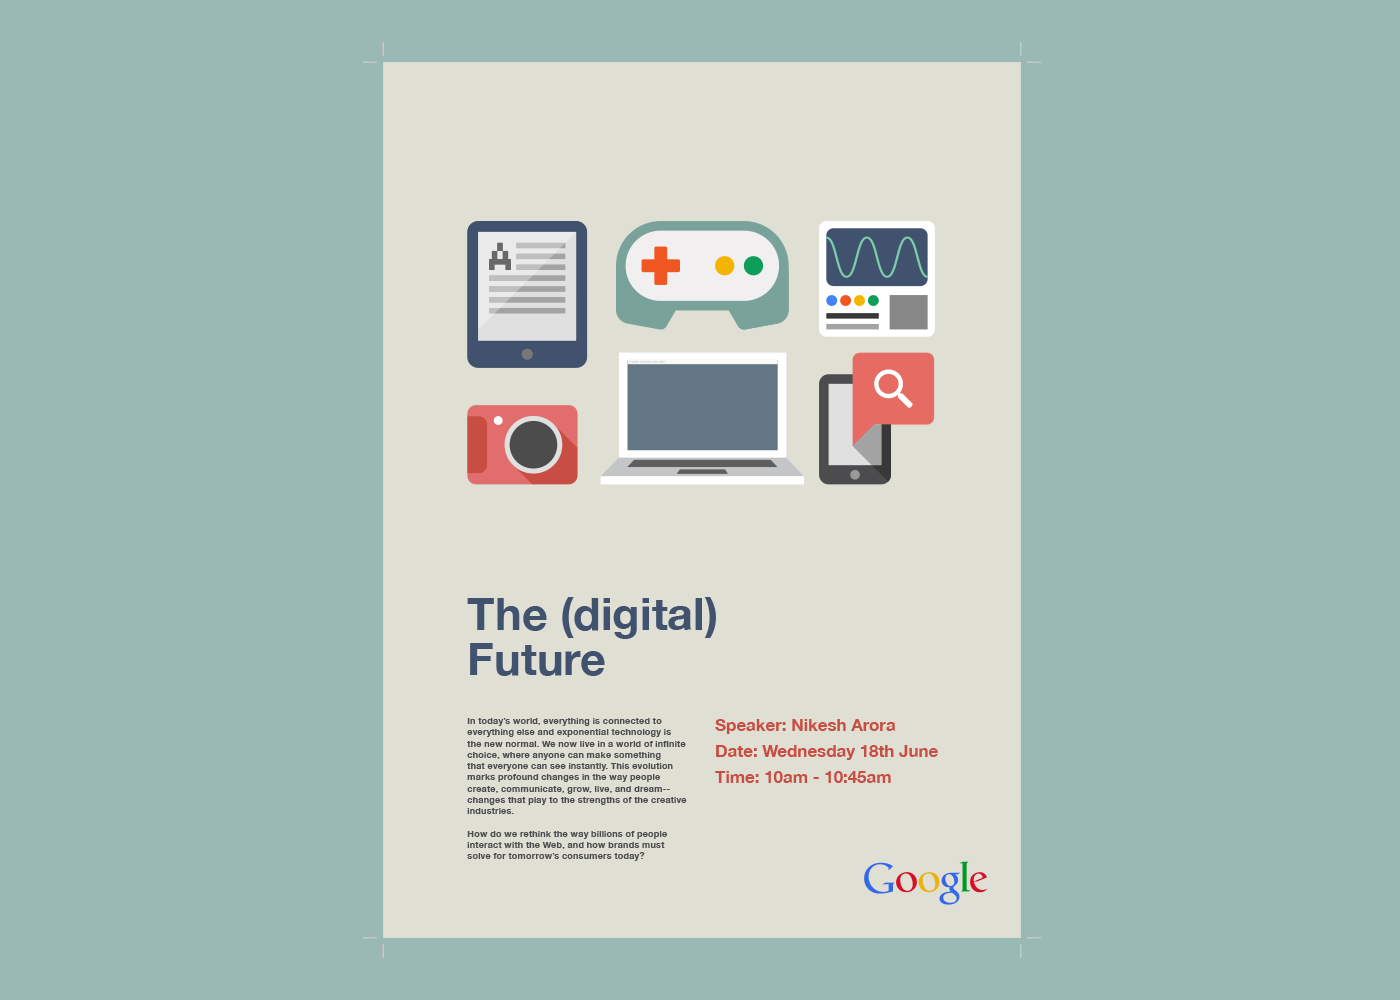 A
The (digital)
Future
In today's world, everything is connected to
everything else and exponential technology is
the new normal. We now live in a world of infinite
choice, where anyone can make something
that everyone can see instantly. This evolution
marks profound changes in the way people
create, communicate, grow, live, and dream--
changes that play to the strengths of the creative
industries.
How do we rethink the way billions of people
interact with the Web, and how brands must
solve for tomorrow's consumers today?
Speaker: Nikesh Arora
Date: Wednesday 18th June
Time: 10am - 10:45am
Google